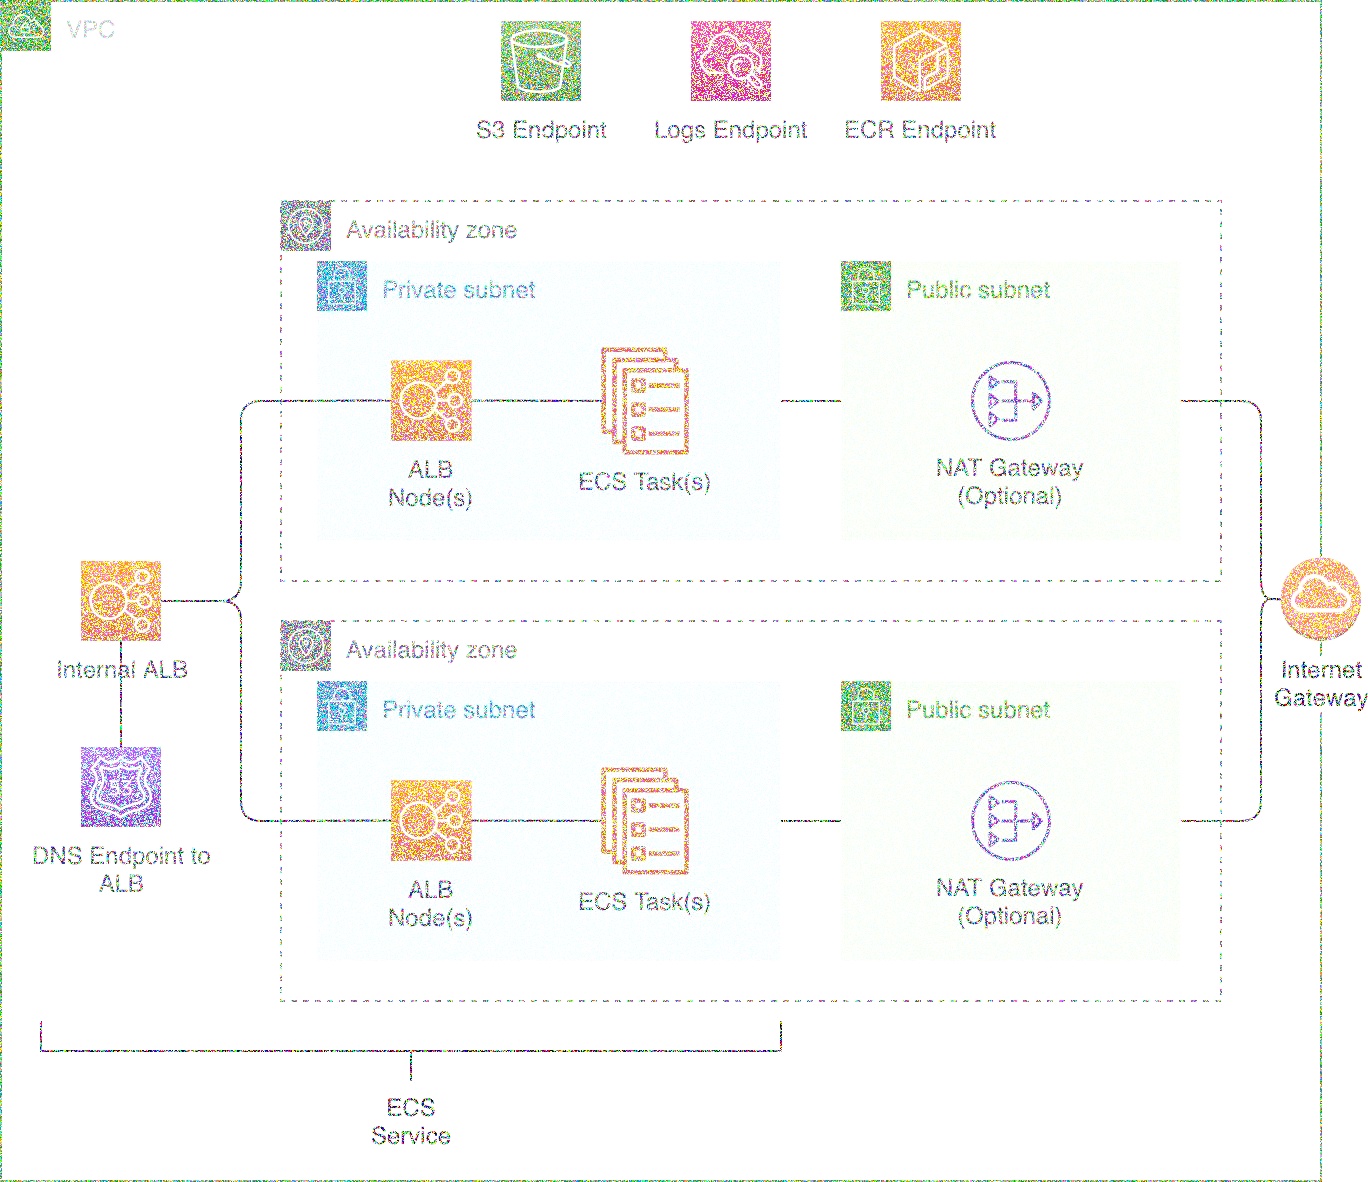 VPC
S3 Endpoint
Logs Endpoint
ECR Endpoint
Availability zone
Private subnet
Public subnet
ALB
Node(s)
ECS Task(s)
NAT Gateway
(Optional)
Internal ALB
Availability zone
Internet
Gateway
Private subnet
Public subnet
DNS Endpoint to
ALB
ALB
Node(s)
ECS Task(s)
NAT Gateway
(Optional)
ECS
Service